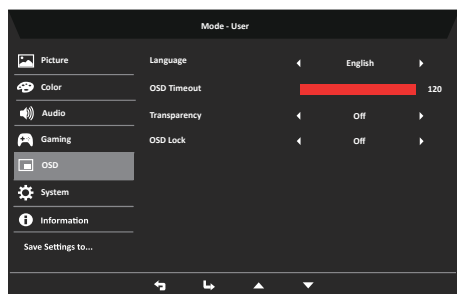 Mode - User
Picture
Color
Audio
Gaming
OSD
System
Information
Save Settings to...
Language
English
OSD Timeout
120
Transparency
Off
OSD Lock
Off